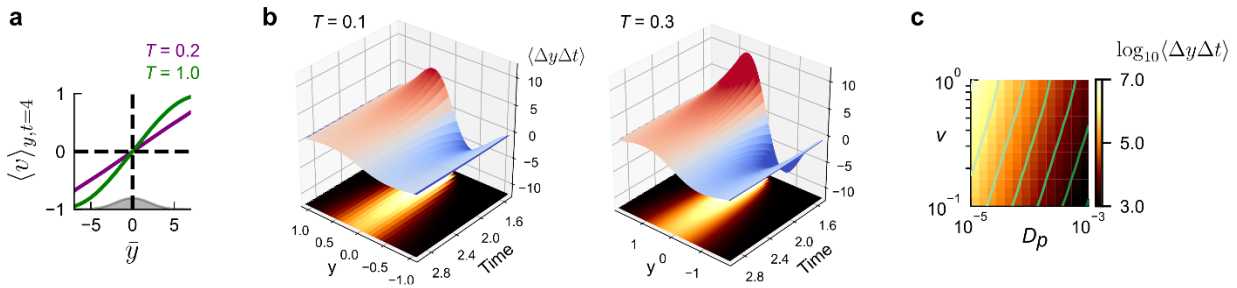 a
T = 0.2
T = 1.0
⟨v⟩y,t=4
1
0
-1
-5 0 5
ȳ
b
T = 0.1
⟨ΔyΔt⟩
10
5
0
-5
-10
1.0 0.5 0.0 -0.5 -1.0
y
2.8 2.4 2.0 1.6
Time
T = 0.3
10
5
0
-5
-10
1 0 -1
y
2.8 2.4 2.0 1.6
Time
c
log10⟨ΔyΔt⟩
10^0
v
10^-1
10^-5 10^-3
Dp
7.0
5.0
3.0